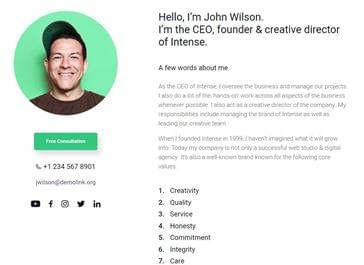 Hello, I'm John Wilson.
I'm the CEO, founder & creative director
of Intense.
A few words about me
As the CEO of Intense, I oversee the business and manage our projects.
I also do a lot of the hands-on work across all aspects of the business
whenever possible. I also act as a creative director of the company. My
responsibilities include managing the brand of Intense as well as
leading our creative team.
When I founded Intense in 1999, I haven't imagined what it will grow
into. Today my company is not only a successful web studio & digital
agency. It's also a well-known brand known for the following core
values.
1. Creativity
2. Quality
3. Service
4. Honesty
5. Commitment
6. Integrity
7. Care
Free Consultation
+1 234 567 8901
jwilson@demolink.org